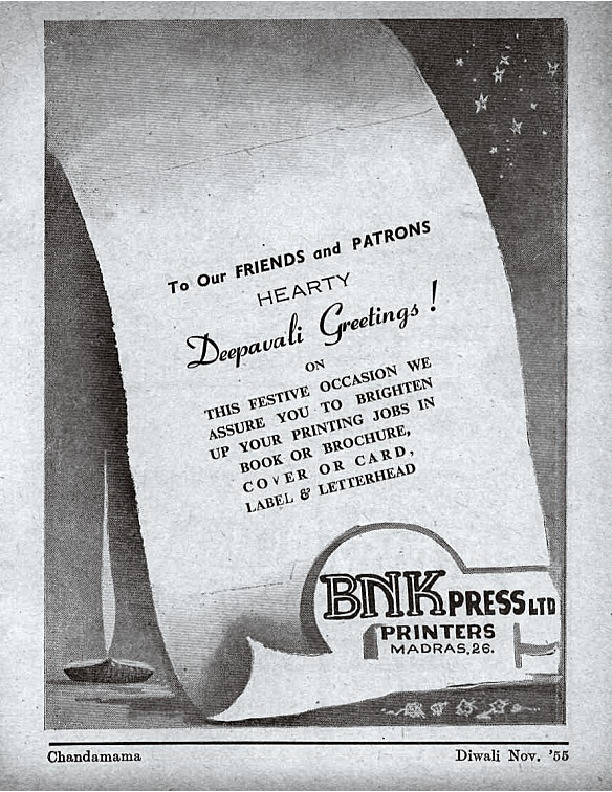 To Our FRIENDS and PATRONS
HEARTY
Deepavali Greetings !
ON
THIS FESTIVE OCCASION WE
ASSURE YOU TO BRIGHTEN
UP YOUR PRINTING JOBS IN
BOOK OR BROCHURE,
COVER OR CARD,
LABEL & LETTERHEAD
BNK PRESS LTD
PRINTERS
MADRAS.26.
Chandamama
Diwali Nov. '55